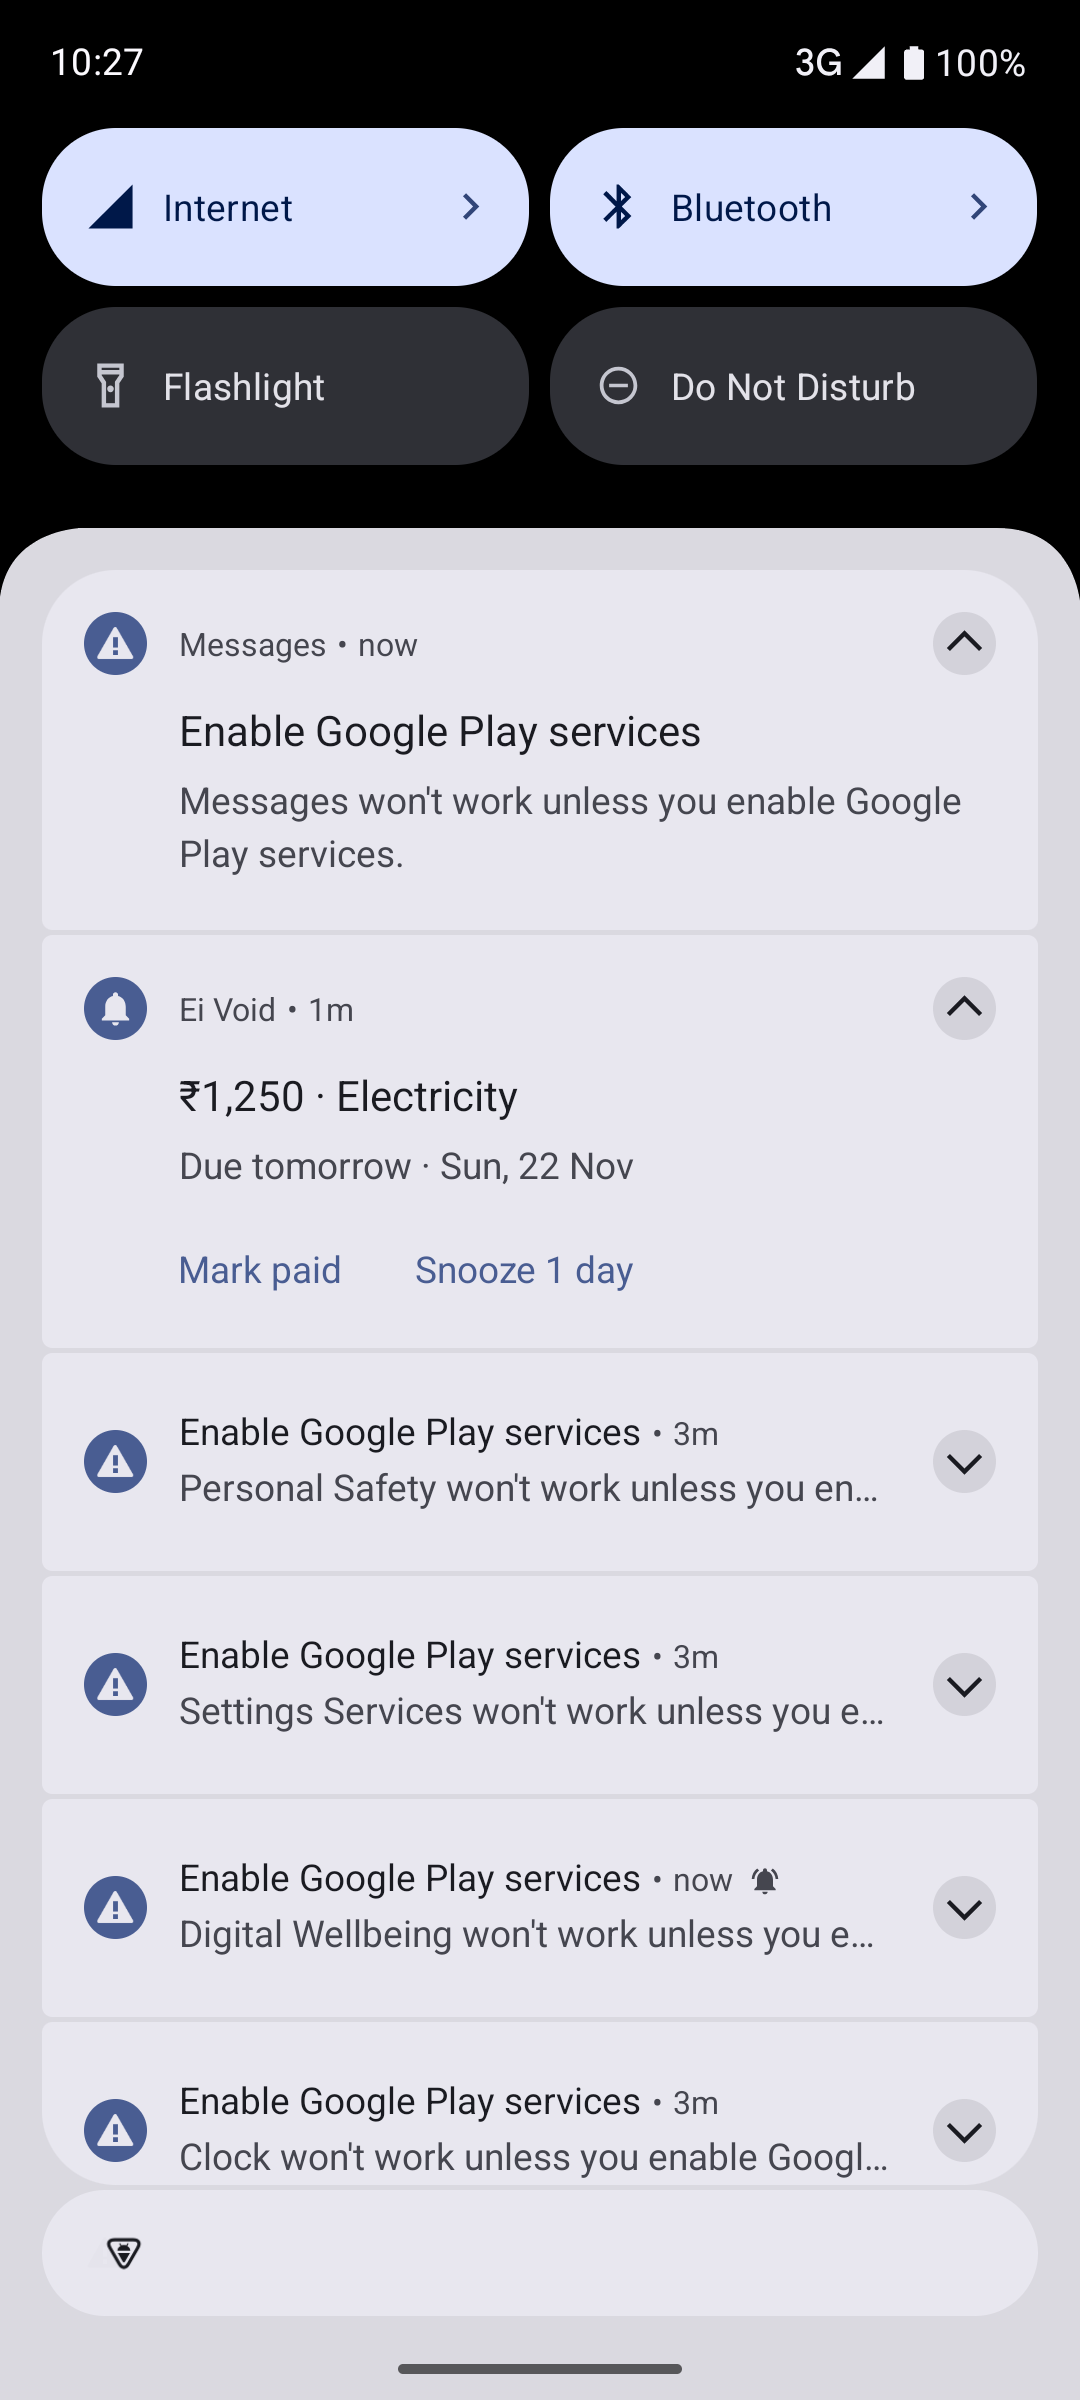 10:27
3G 100%
Internet
Bluetooth
Flashlight
Do Not Disturb
Messages • now
Enable Google Play services
Messages won't work unless you enable Google
Play services.
Ei Void • 1m
₹1,250 · Electricity
Due tomorrow · Sun, 22 Nov
Mark paid
Snooze 1 day
Enable Google Play services • 3m
Personal Safety won't work unless you en…
Enable Google Play services • 3m
Settings Services won't work unless you e…
Enable Google Play services • now
Digital Wellbeing won't work unless you e…
Enable Google Play services • 3m
Clock won't work unless you enable Googl…